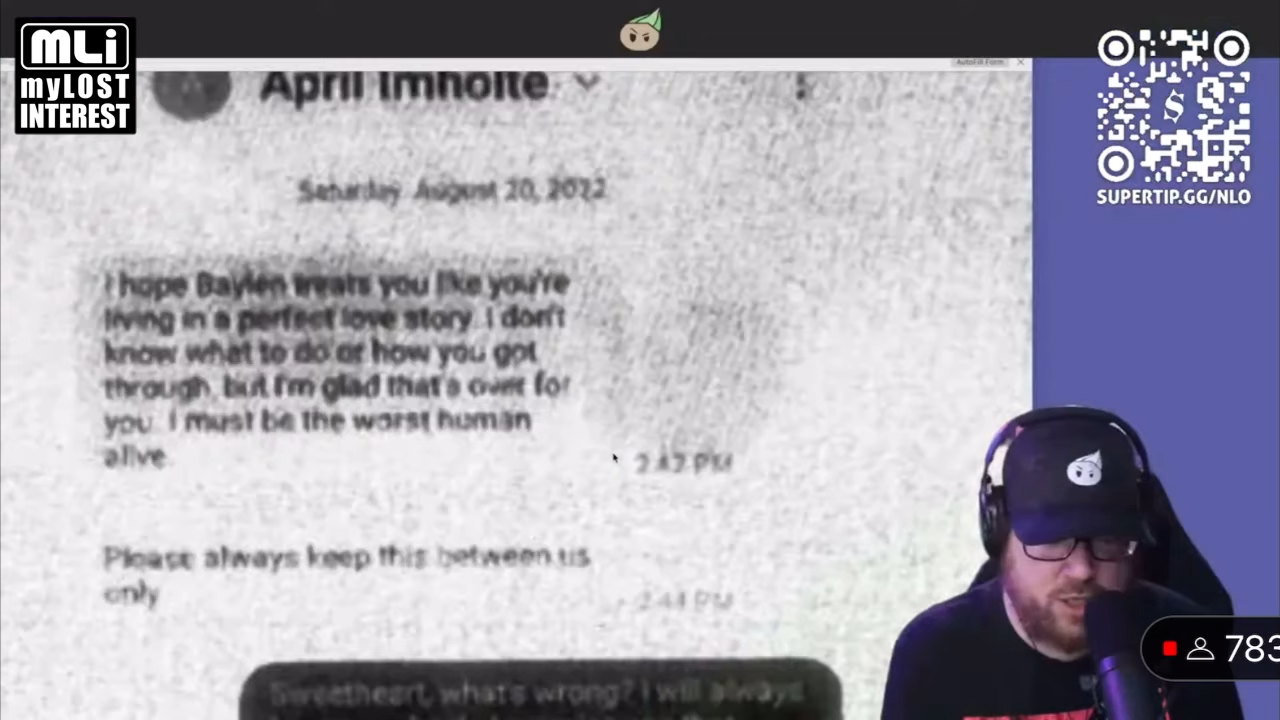 MLi
myLOST
INTEREST
AutoFill Form
April Imholte
Saturday, August 20, 2022
I hope Baylen treats you like you're
living in a perfect love story. I don't
know what to do or how you got
through, but I'm glad that's over for
you. I must be the worst human
alive.
2:42 PM
Please always keep this between us
only
2:44 PM
Sweetheart, what's wrong? I will always
$
SUPERTIP.GG/NLO
783